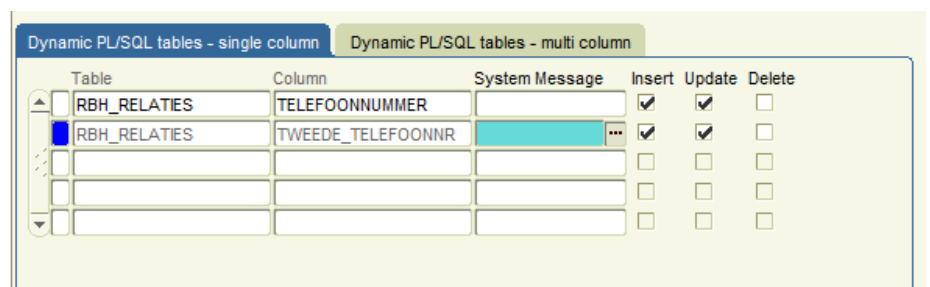 Dynamic PL/SQL tables - single column Dynamic PL/SQL tables - multi column
Table Column System Message Insert Update Delete
RBH_RELATIES TELEFOONNUMMER
RBH_RELATIES TWEEDE_TELEFOONNR ...